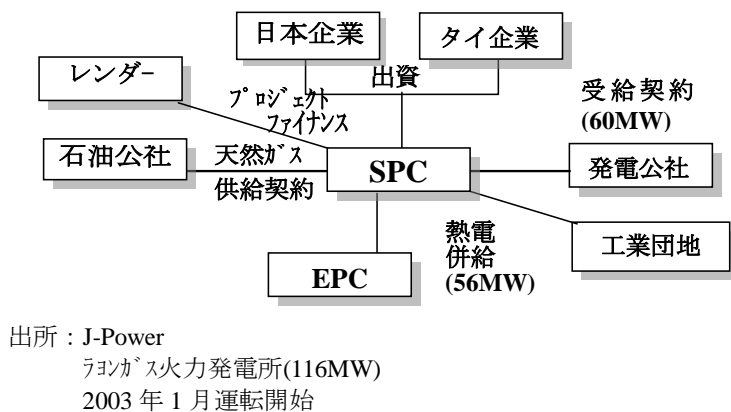 日本企業
タイ企業
レンダー
出資
プロジェクト
ファイナンス
受給契約
(60MW)
石油公社
天然ガス
供給契約
SPC
発電公社
熱電
併給
(56MW)
工業団地
EPC
出所：J-Power
ﾗﾖﾝｶﾞｽ火力発電所(116MW)
2003 年 1 月運転開始